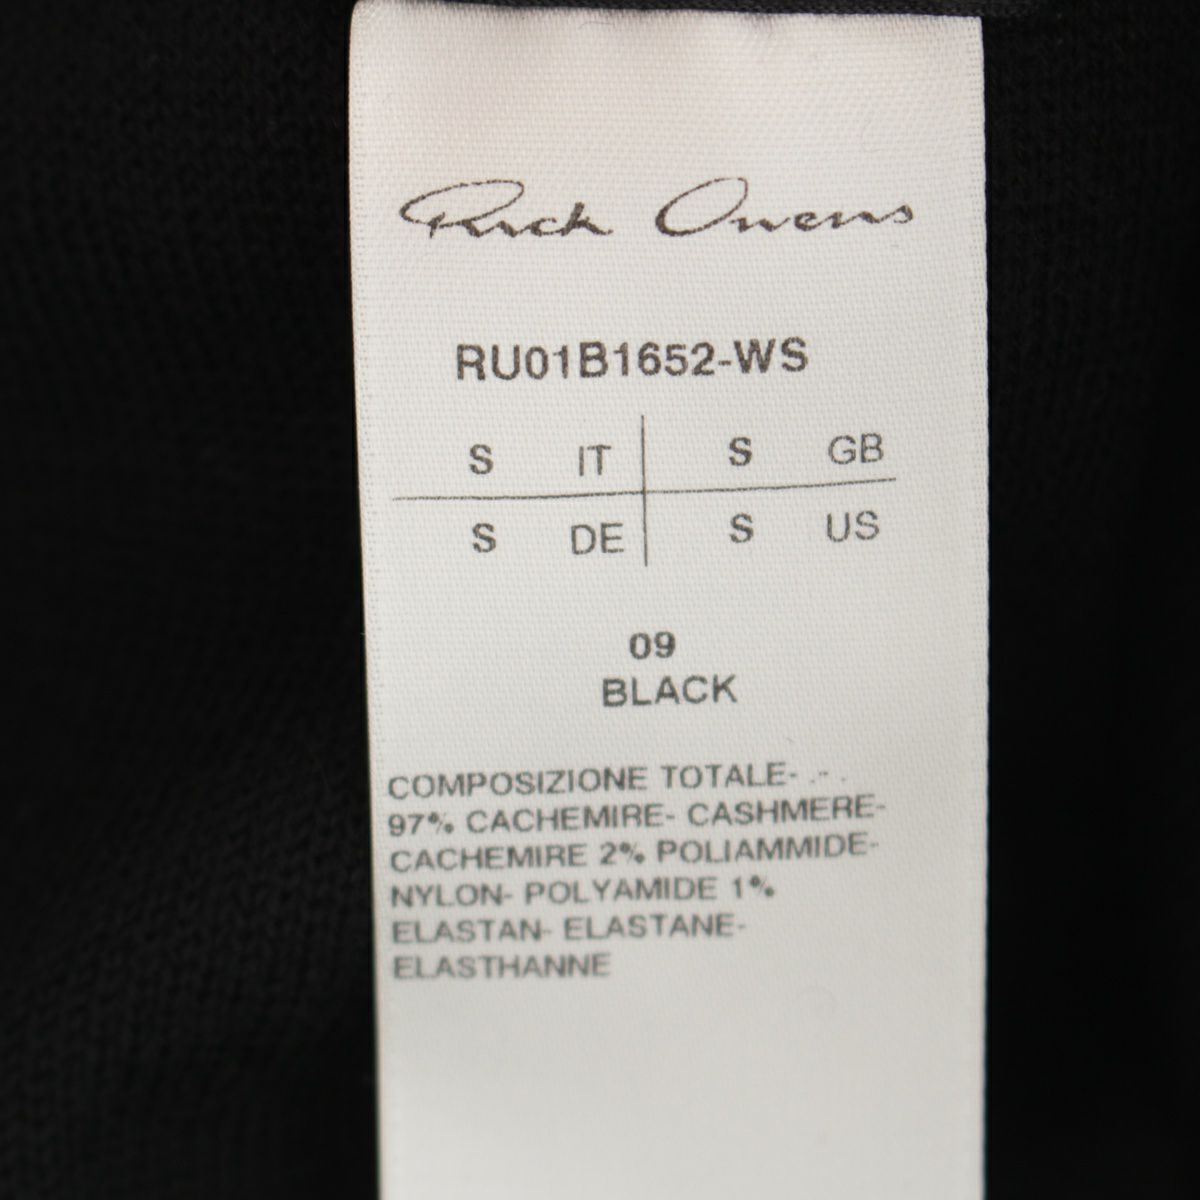 Rick Owens
RU01B1652-WS
S IT S GB
S DE S US
09
BLACK
COMPOSIZIONE TOTALE- .-.
97% CACHEMIRE- CASHMERE-
CACHEMIRE 2% POLIAMMIDE-
NYLON- POLYAMIDE 1%
ELASTAN- ELASTANE-
ELASTHANNE